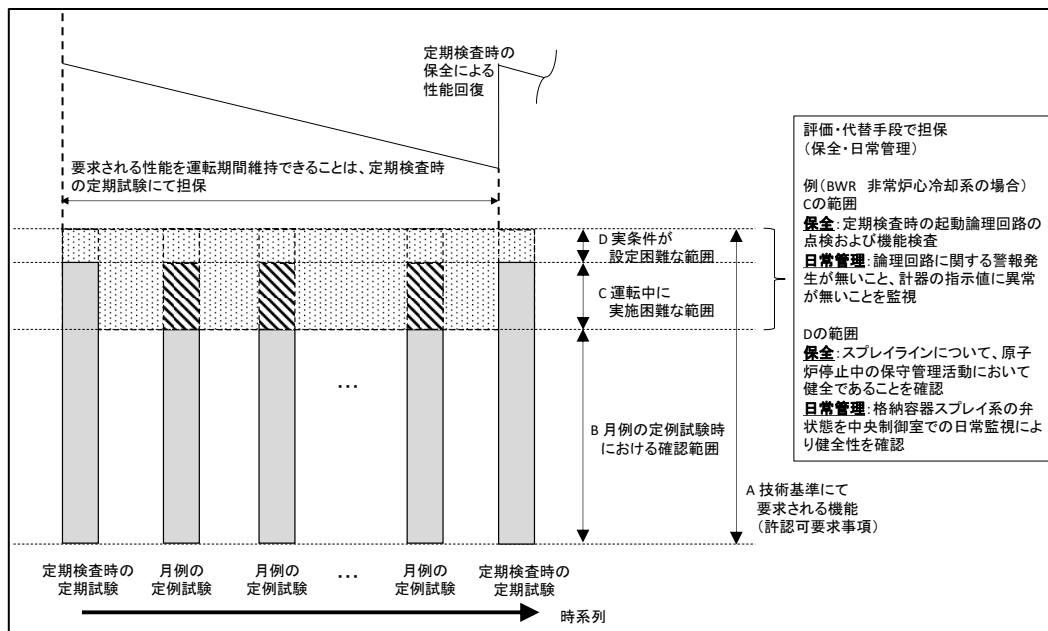 定期検査時の
保全による
性能回復
要求される性能を運転期間維持できることは、定期検査時
の定期試験にて担保
D 実条件が
設定困難な範囲
C 運転中に
実施困難な範囲
…
B 月例の定例試験時
における確認範囲
A 技術基準にて
要求される機能
（許認可要求事項）
評価・代替手段で担保
（保全・日常管理）
例（BWR 非常炉心冷却系の場合）
Cの範囲
保全：定期検査時の起動論理回路の
点検および機能検査
日常管理：論理回路に関する警報発
生が無いこと、計器の指示値に異常
が無いことを監視
Dの範囲
保全：スプレイラインについて、原子
炉停止中の保守管理活動において
健全であることを確認
日常管理：格納容器スプレイ系の弁
状態を中央制御室での日常監視によ
り健全性を確認
定期検査時の
定期試験
月例の
定例試験
月例の
定例試験
…
月例の
定例試験
定期検査時の
定期試験
時系列